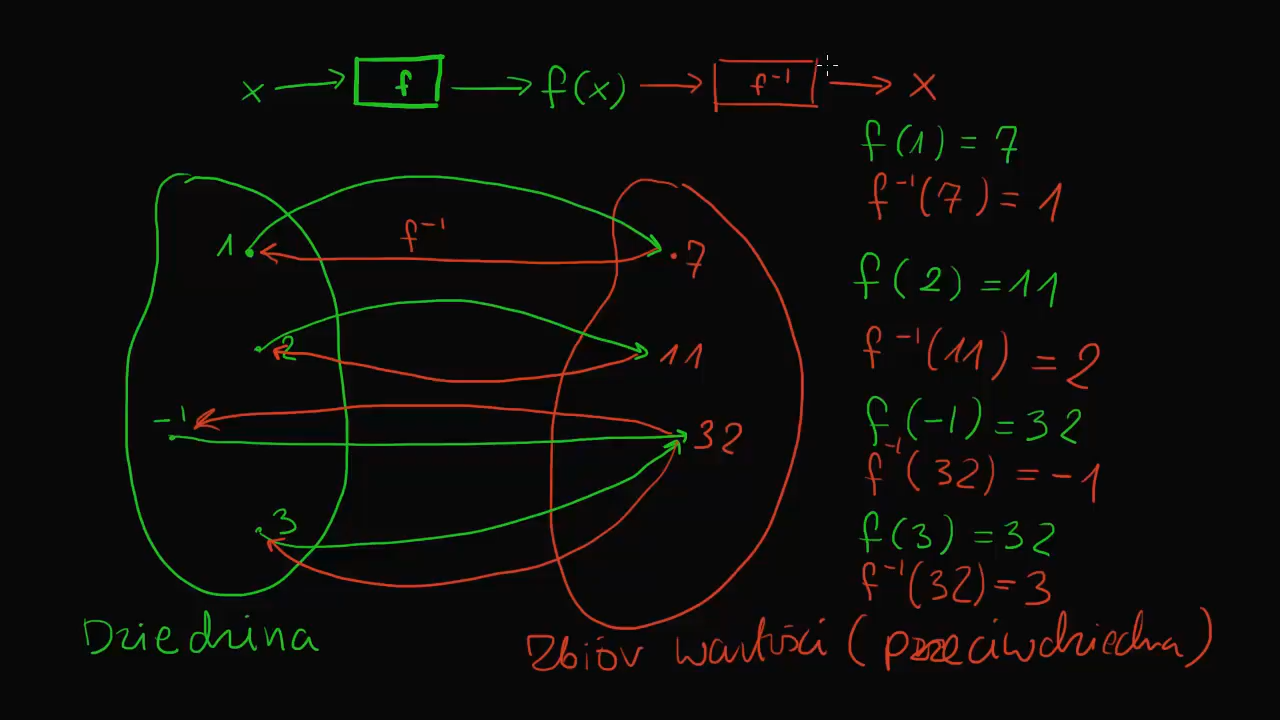 x → f → f(x) → f⁻¹ → x
f(1) = 7
f⁻¹(7) = 1
1 f⁻¹ 7
f(2) = 11
2 11
f⁻¹(11) = 2
-1 32
f(-1) = 32
f⁻¹(32) = -1
3
f(3) = 32
f⁻¹(32) = 3
Dziedzina
Zbiór wartości (przeciwdziedzina)